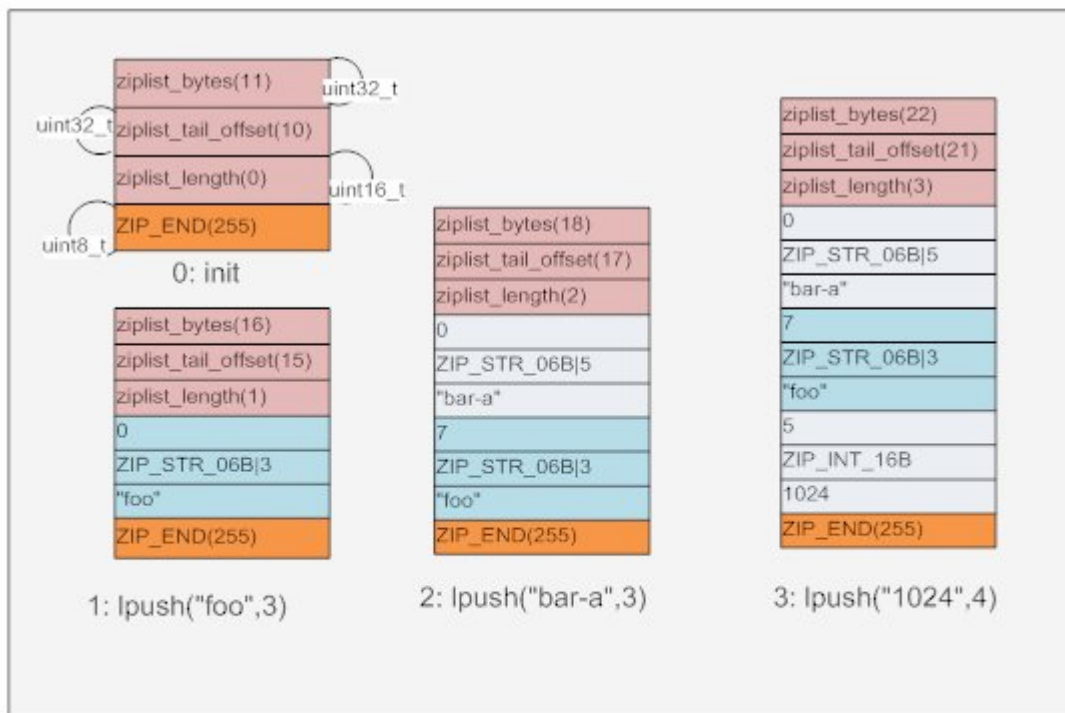 ziplist_bytes(11)
uint32_t
uint32_t
ziplist_tail_offset(10)
ziplist_length(0)
uint16_t
ZIP_END(255)
uint8_t
0: init
ziplist_bytes(16)
ziplist_tail_offset(15)
ziplist_length(1)
0
ZIP_STR_06B|3
"foo"
ZIP_END(255)
1: lpush("foo",3)
ziplist_bytes(18)
ziplist_tail_offset(17)
ziplist_length(2)
0
ZIP_STR_06B|5
"bar-a"
7
ZIP_STR_06B|3
"foo"
ZIP_END(255)
2: lpush("bar-a",3)
ziplist_bytes(22)
ziplist_tail_offset(21)
ziplist_length(3)
0
ZIP_STR_06B|5
"bar-a"
7
ZIP_STR_06B|3
"foo"
5
ZIP_INT_16B
1024
ZIP_END(255)
3: lpush("1024",4)